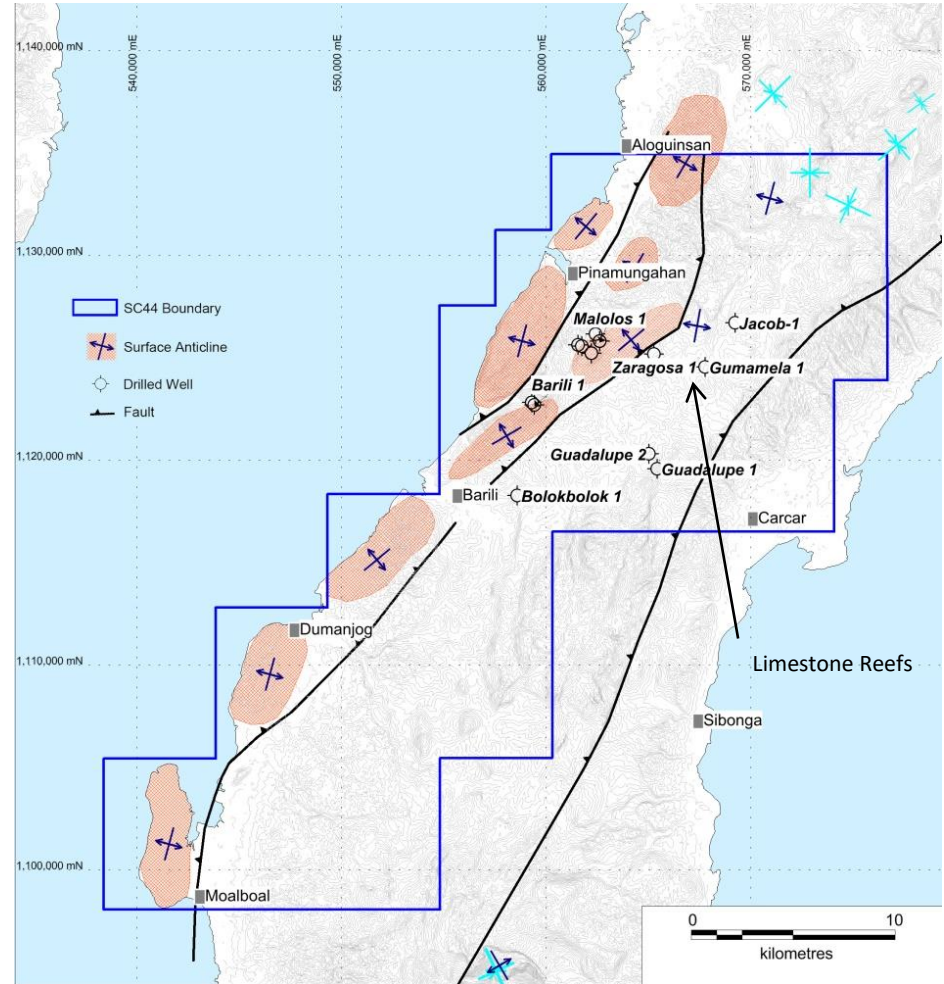 540,000 mE
550,000 mE
560,000 mE
570,000 mE
1,140,000 mN
Aloguinsan
1,130,000 mN
Pinamungahan
SC44 Boundary
Surface Anticline
Drilled Well
Fault
Malolos 1
Jacob-1
Zaragosa 1
Gumamela 1
Barili 1
1,120,000 mN
Guadalupe 2
Guadalupe 1
Barili
Bolokbolok 1
Carcar
Dumanjog
1,110,000 mN
Limestone Reefs
Sibonga
1,100,000 mN
Moalboal
0 10
kilometres